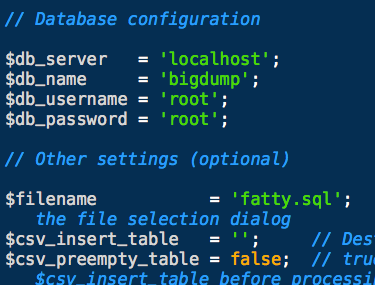 // Database configuration
$db_server = 'localhost';
$db_name = 'bigdump';
$db_username = 'root';
$db_password = 'root';
// Other settings (optional)
$filename = 'fatty.sql';
the file selection dialog
$csv_insert_table = ''; // Des
$csv_preempty_table = false; // tru
$csv_insert_table before processin